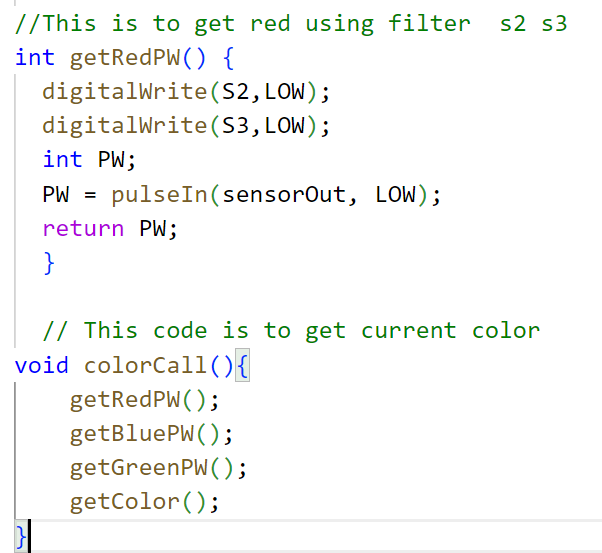 //This is to get red using filter  s2 s3
int getRedPW() {
  digitalWrite(S2,LOW);
  digitalWrite(S3,LOW);
  int PW;
  PW = pulseIn(sensorOut, LOW);
  return PW;
  }

  // This code is to get current color
void colorCall(){
    getRedPW();
    getBluePW();
    getGreenPW();
    getColor();
}